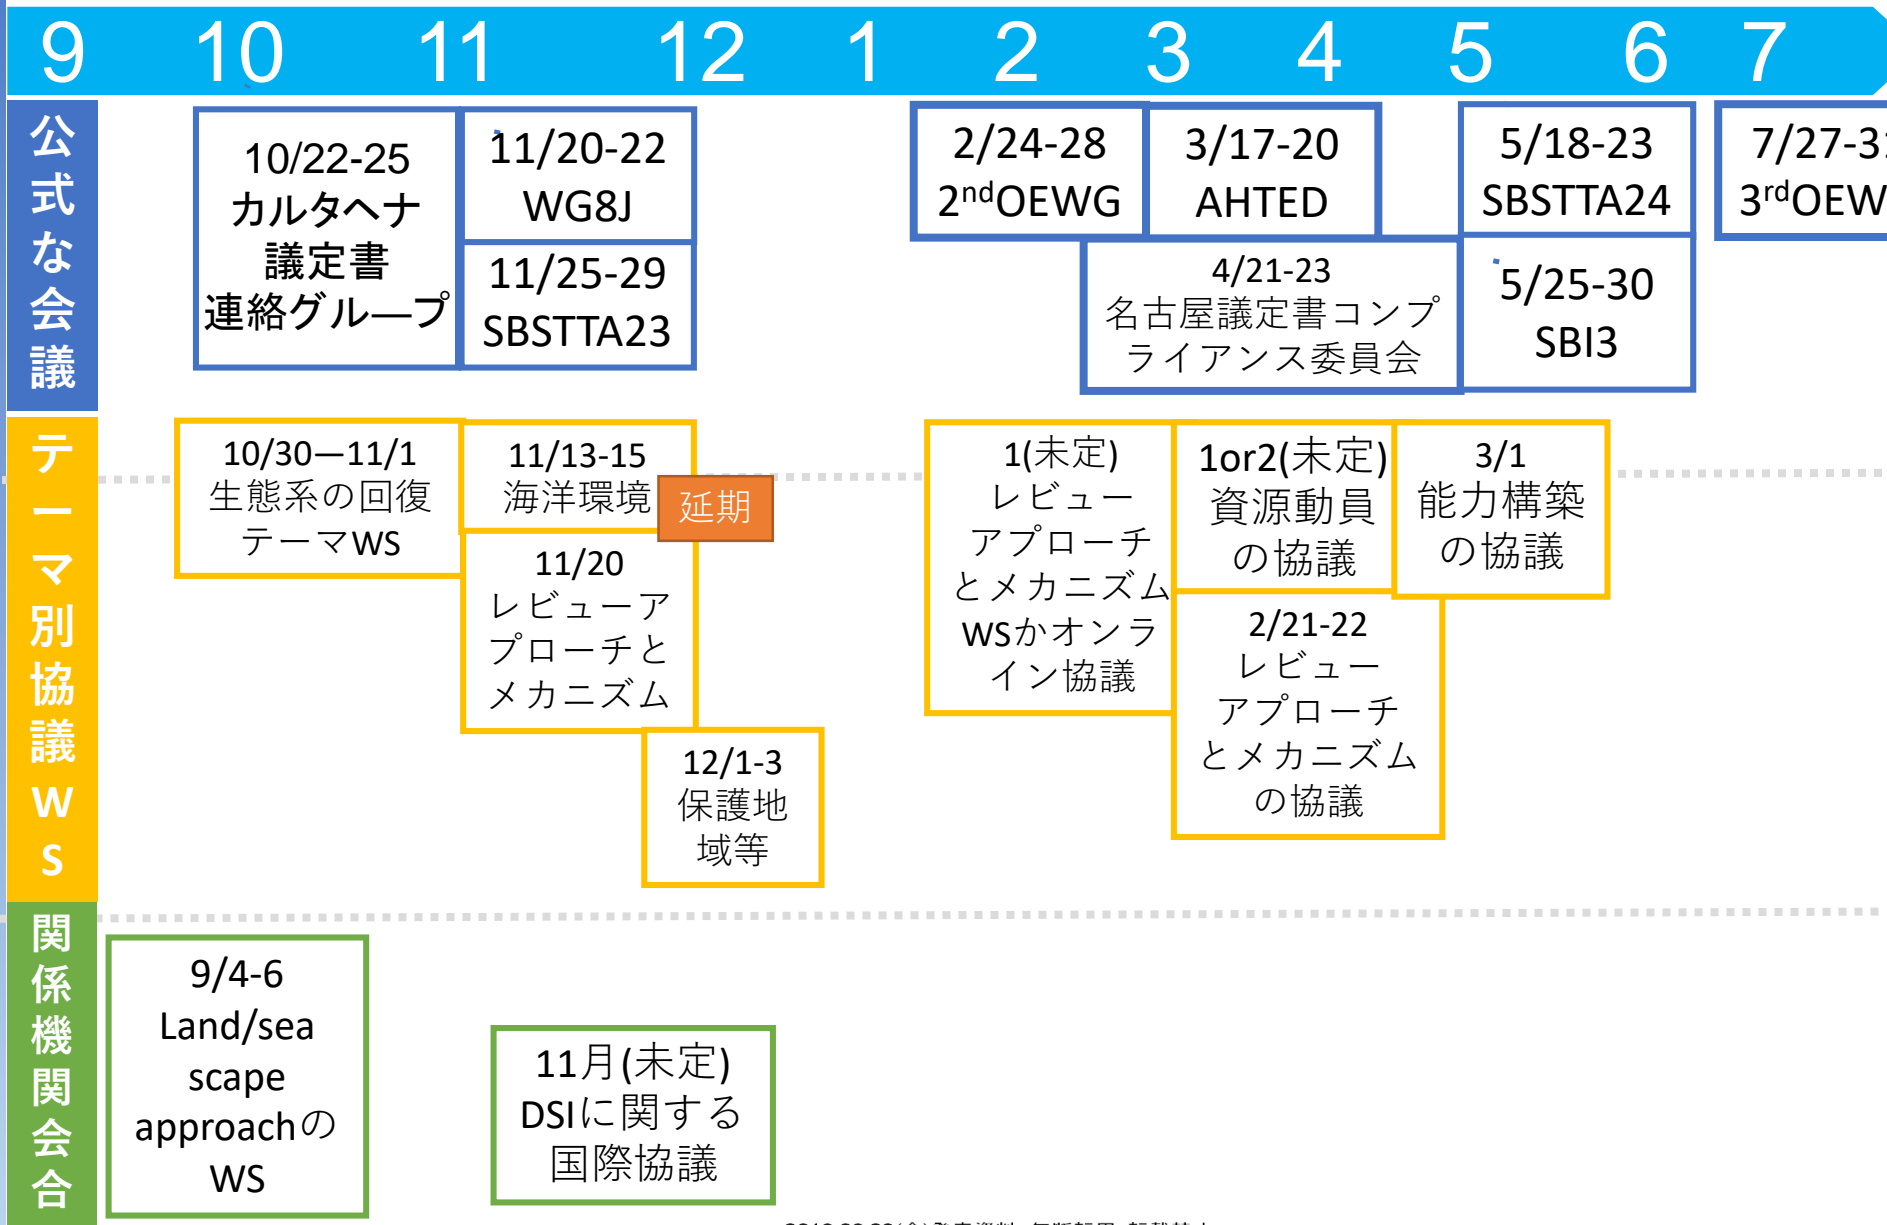 9 10 11 12 1 2 3 4 5 6 7
公式な会議
10/22-25
カルタヘナ
議定書
連絡グループ
11/20-22
WG8J
11/25-29
SBSTTA23
2/24-28
2ndOEWG
3/17-20
AHTED
4/21-23
名古屋議定書コンプ
ライアンス委員会
5/18-23
SBSTTA24
5/25-30
SBI3
7/27-31
3rdOEW
テーマ別協議WS
10/30―11/1
生態系の回復
テーマWS
11/13-15
海洋環境
延期
11/20
レビューア
プローチと
メカニズム
12/1-3
保護地
域等
1(未定)
レビュー
アプローチ
とメカニズム
WSかオンラ
イン協議
1or2(未定)
資源動員
の協議
2/21-22
レビュー
アプローチ
とメカニズム
の協議
3/1
能力構築
の協議
関係機関会合
9/4-6
Land/sea
scape
approachの
WS
11月(未定)
DSIに関する
国際協議